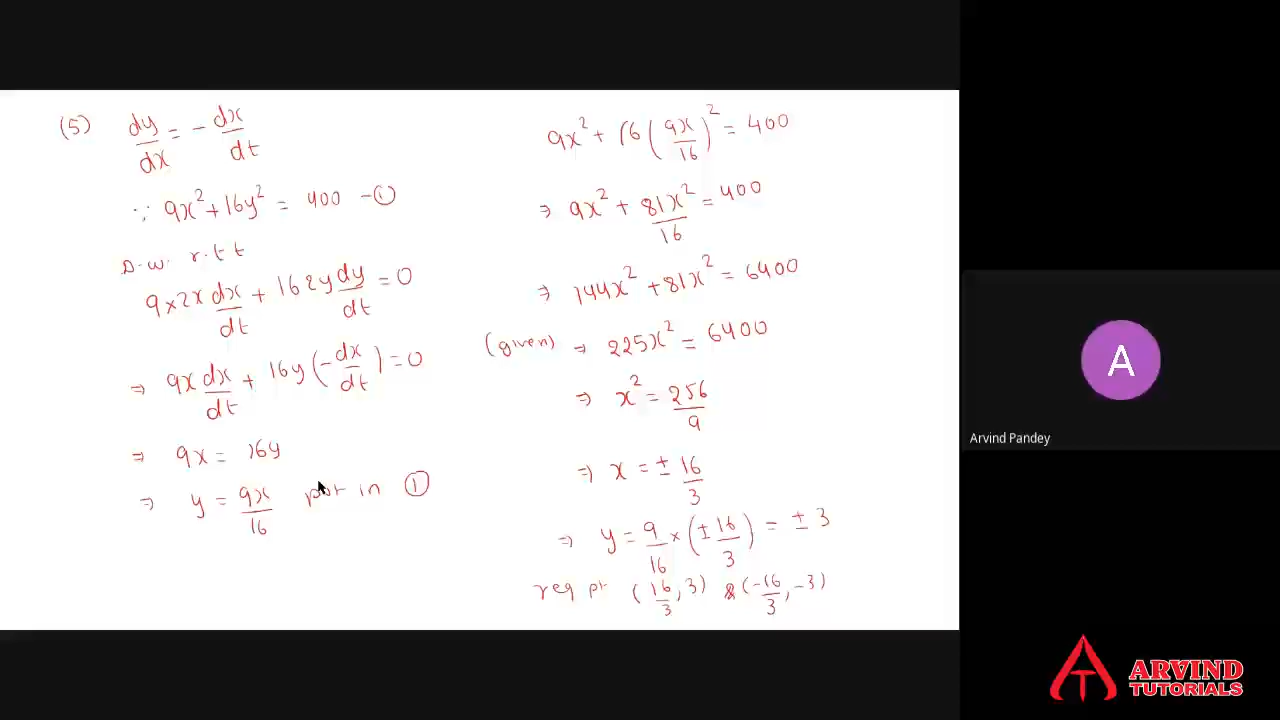 (5) dy/dx = - dx/dt
∵ 9x² + 16y² = 400 - ①
D.w. r.t t
9×2x dx/dt + 16 2y dy/dt = 0
⇒ 9x dx/dt + 16y (- dx/dt) = 0
(given)
⇒ 9x = 16y
⇒ y = 9x/16 put in ①
9x² + 16 (9x/16)² = 400
⇒ 9x² + 81x²/16 = 400
⇒ 144x² + 81x² = 6400
⇒ 225x² = 6400
⇒ x² = 256/9
⇒ x = ± 16/3
⇒ y = 9/16 × (± 16/3) = ± 3
req pt (16/3, 3) & (-16/3, -3)
A
Arvind Pandey
ARVIND
TUTORIALS